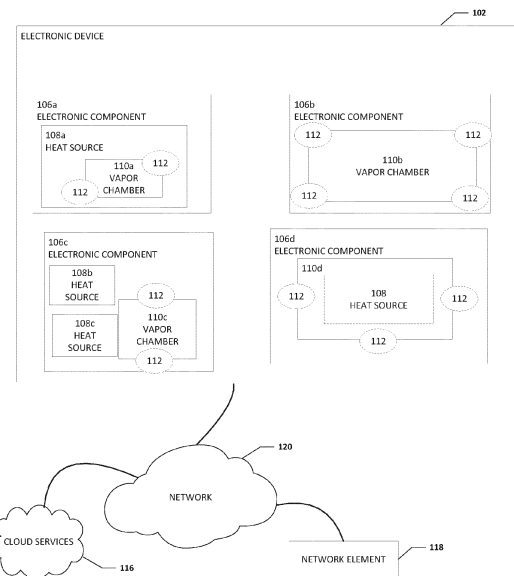 102
ELECTRONIC DEVICE
106a
ELECTRONIC COMPONENT
108a
HEAT SOURCE
110a
VAPOR
CHAMBER
112
112
106b
ELECTRONIC COMPONENT
112
112
110b
VAPOR CHAMBER
112
112
106c
ELECTRONIC COMPONENT
108b
HEAT
SOURCE
108c
HEAT
SOURCE
112
110c
VAPOR
CHAMBER
112
106d
ELECTRONIC COMPONENT
110d
108
HEAT SOURCE
112
112
112
120
NETWORK
CLOUD SERVICES
116
NETWORK ELEMENT
118